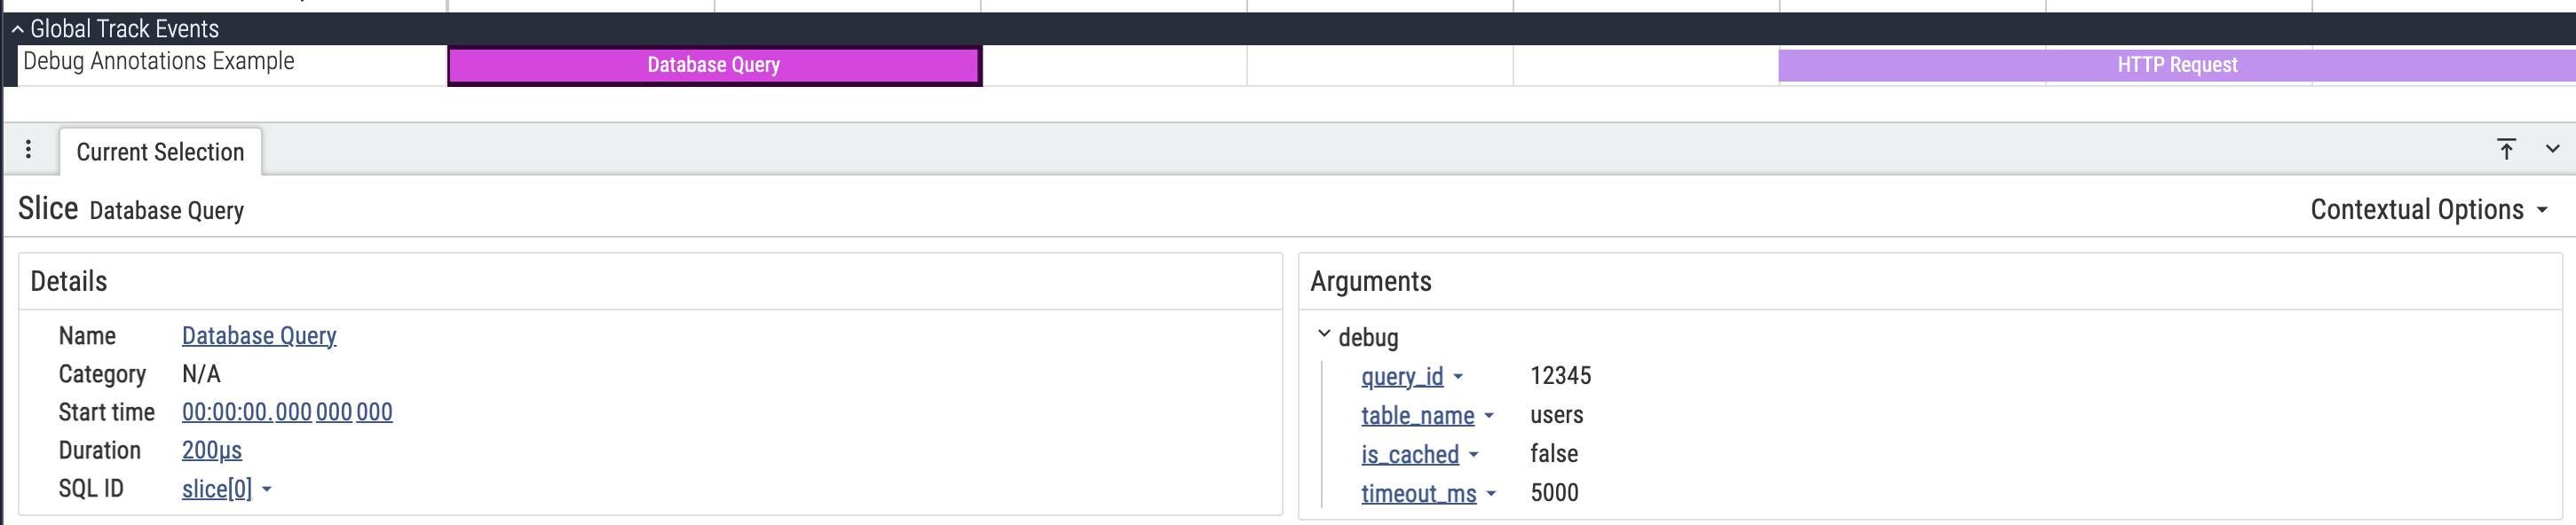 Global Track Events
Debug Annotations Example
Database Query
HTTP Request
Current Selection
Slice Database Query
Contextual Options
Details
Name Database Query
Category N/A
Start time 00:00:00.000 000 000
Duration 200µs
SQL ID slice[0]
Arguments
debug
query_id 12345
table_name users
is_cached false
timeout_ms 5000